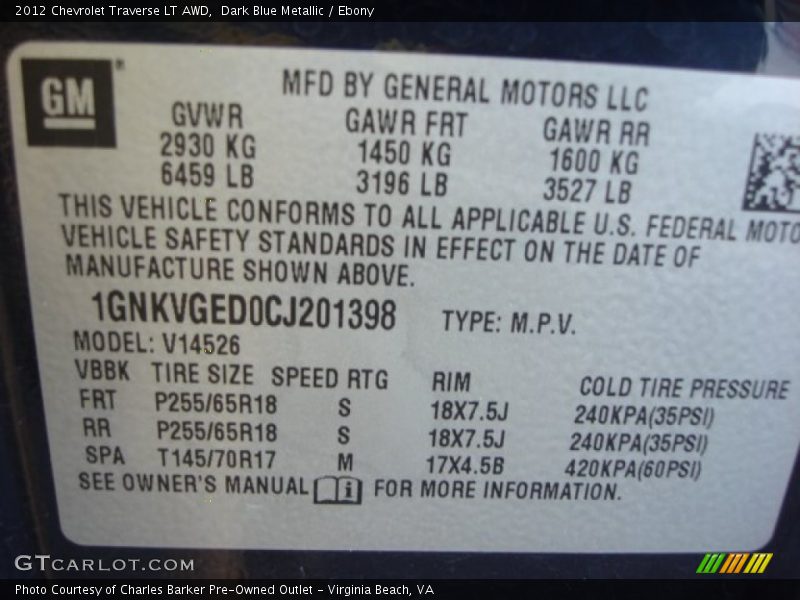 2012 Chevrolet Traverse LT AWD,  Dark Blue Metallic / Ebony
GM
MFD BY GENERAL MOTORS LLC
GVWR GAWR FRT GAWR RR
2930 KG 1450 KG 1600 KG
6459 LB 3196 LB 3527 LB
THIS VEHICLE CONFORMS TO ALL APPLICABLE U.S. FEDERAL MOTO
VEHICLE SAFETY STANDARDS IN EFFECT ON THE DATE OF
MANUFACTURE SHOWN ABOVE.
1GNKVGED0CJ201398 TYPE: M.P.V.
MODEL: V14526
VBBK TIRE SIZE SPEED RTG RIM COLD TIRE PRESSURE
FRT P255/65R18 S 18X7.5J 240KPA(35PSI)
RR P255/65R18 S 18X7.5J 240KPA(35PSI)
SPA T145/70R17 M 17X4.5B 420KPA(60PSI)
SEE OWNER'S MANUAL FOR MORE INFORMATION.
GTCARLOT.COM
Photo Courtesy of Charles Barker Pre-Owned Outlet - Virginia Beach, VA